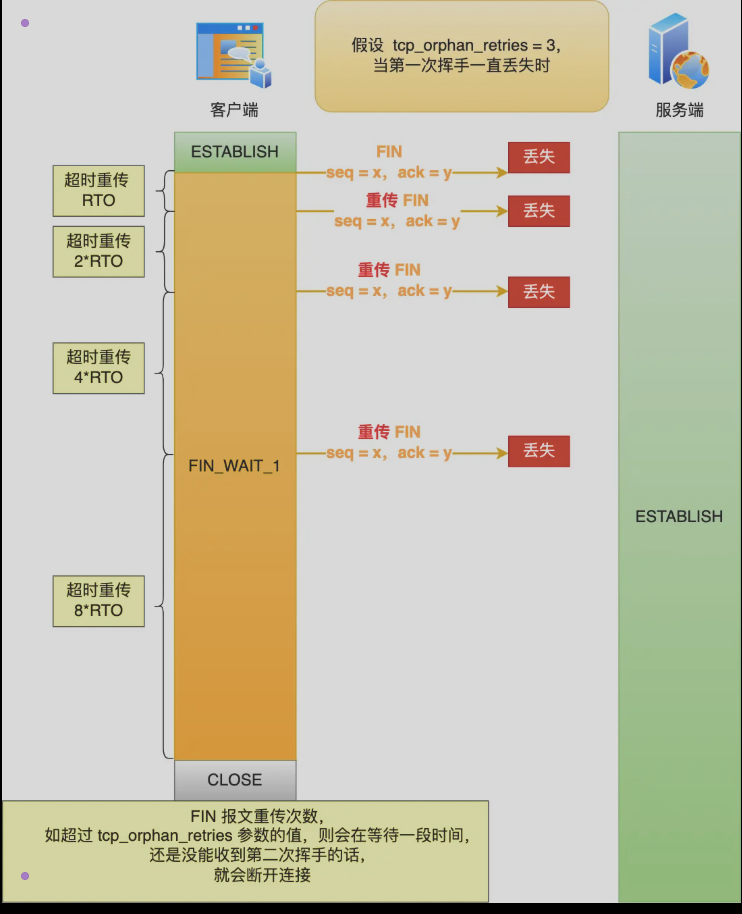 假设 tcp_orphan_retries = 3，
当第一次挥手一直丢失时
客户端
服务端
ESTABLISH
FIN
seq = x，ack = y
丢失
超时重传
RTO
重传 FIN
seq = x，ack = y
丢失
超时重传
2*RTO
重传 FIN
seq = x，ack = y
丢失
超时重传
4*RTO
重传 FIN
seq = x，ack = y
丢失
FIN_WAIT_1
ESTABLISH
超时重传
8*RTO
CLOSE
FIN 报文重传次数，
如超过 tcp_orphan_retries 参数的值，则会在等待一段时间，
还是没能收到第二次挥手的话，
就会断开连接